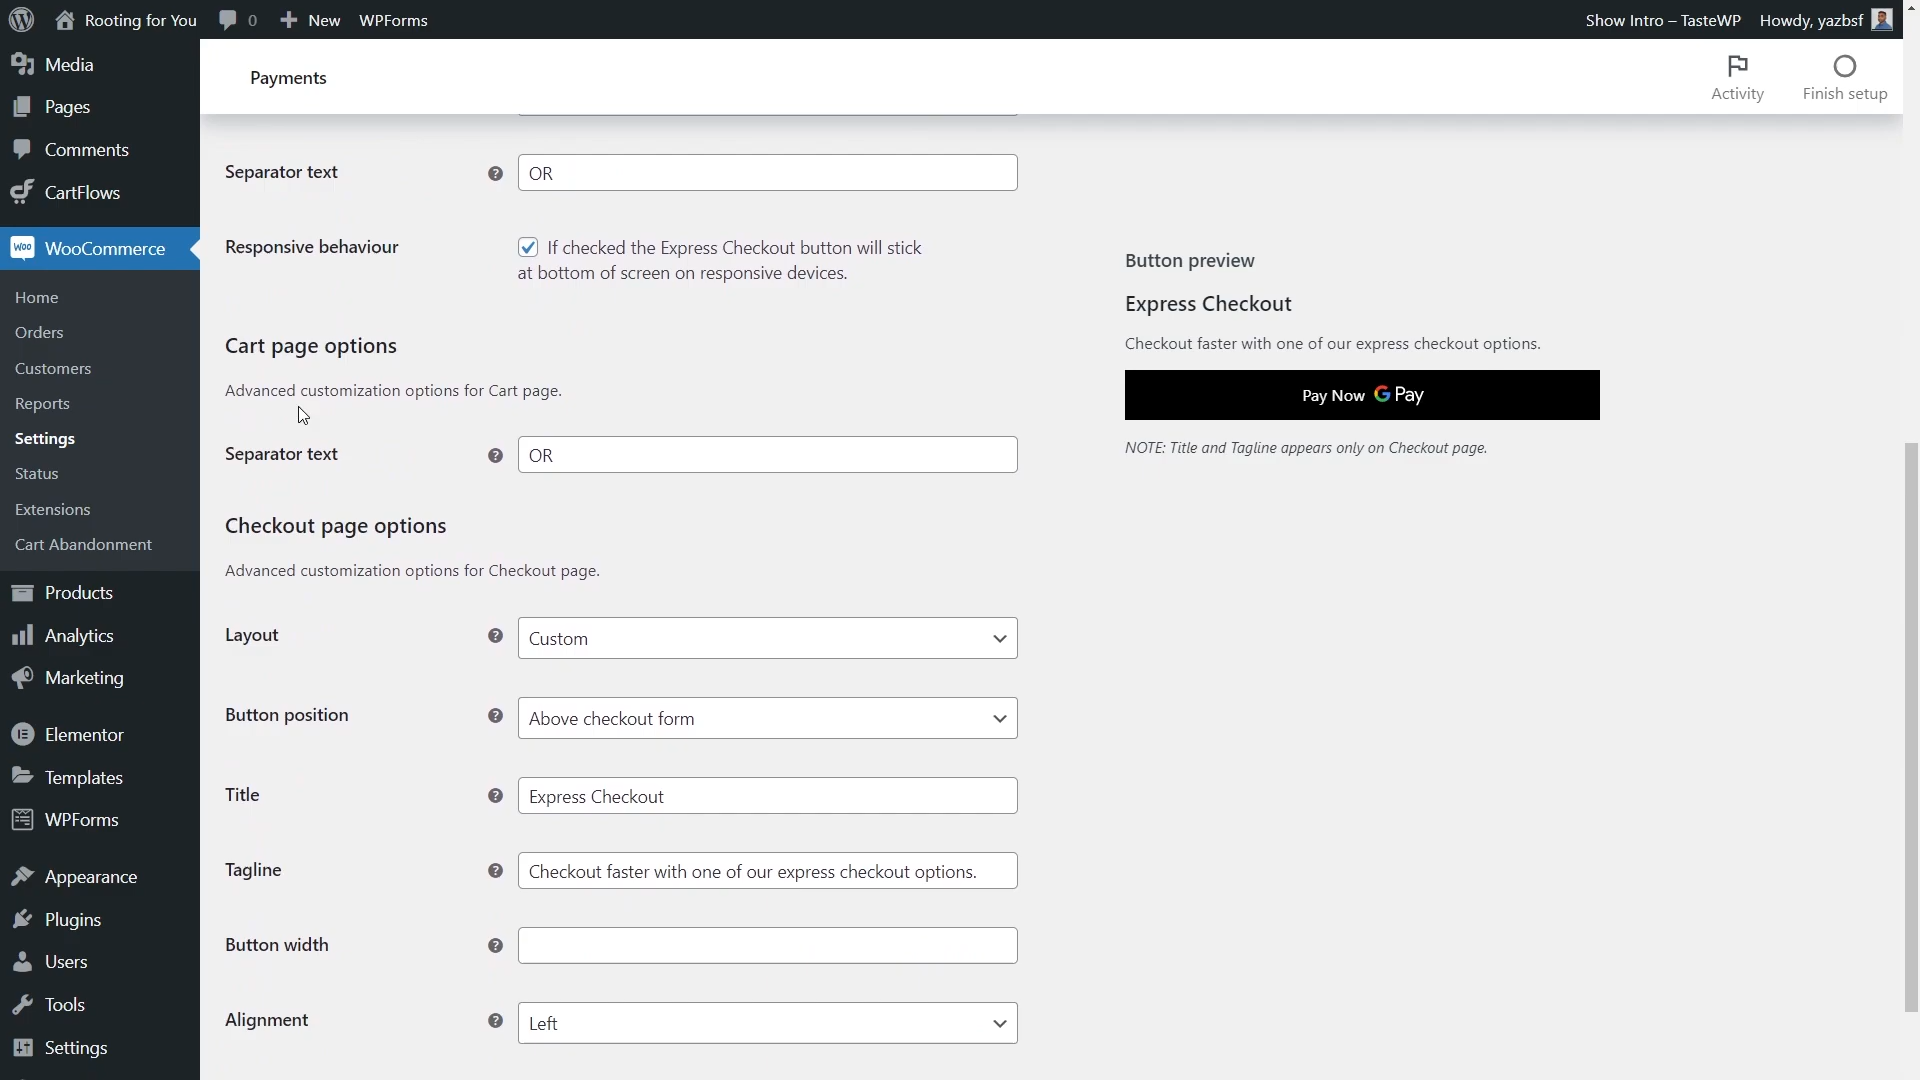 Rooting for You
0
New
WPForms
Show Intro – TasteWP
Howdy, yazbsf
Media
Pages
Comments
CartFlows
Woo WooCommerce
Home
Orders
Customers
Reports
Settings
Status
Extensions
Cart Abandonment
Products
Analytics
Marketing
Elementor
Templates
WPForms
Appearance
Plugins
Users
Tools
Settings
Payments
Activity
Finish setup
Separator text
OR
Responsive behaviour
If checked the Express Checkout button will stick
at bottom of screen on responsive devices.
Cart page options
Advanced customization options for Cart page.
Separator text
OR
Checkout page options
Advanced customization options for Checkout page.
Layout
Custom
Button position
Above checkout form
Title
Express Checkout
Tagline
Checkout faster with one of our express checkout options.
Button width
Alignment
Left
Button preview
Express Checkout
Checkout faster with one of our express checkout options.
Pay Now G Pay
NOTE: Title and Tagline appears only on Checkout page.